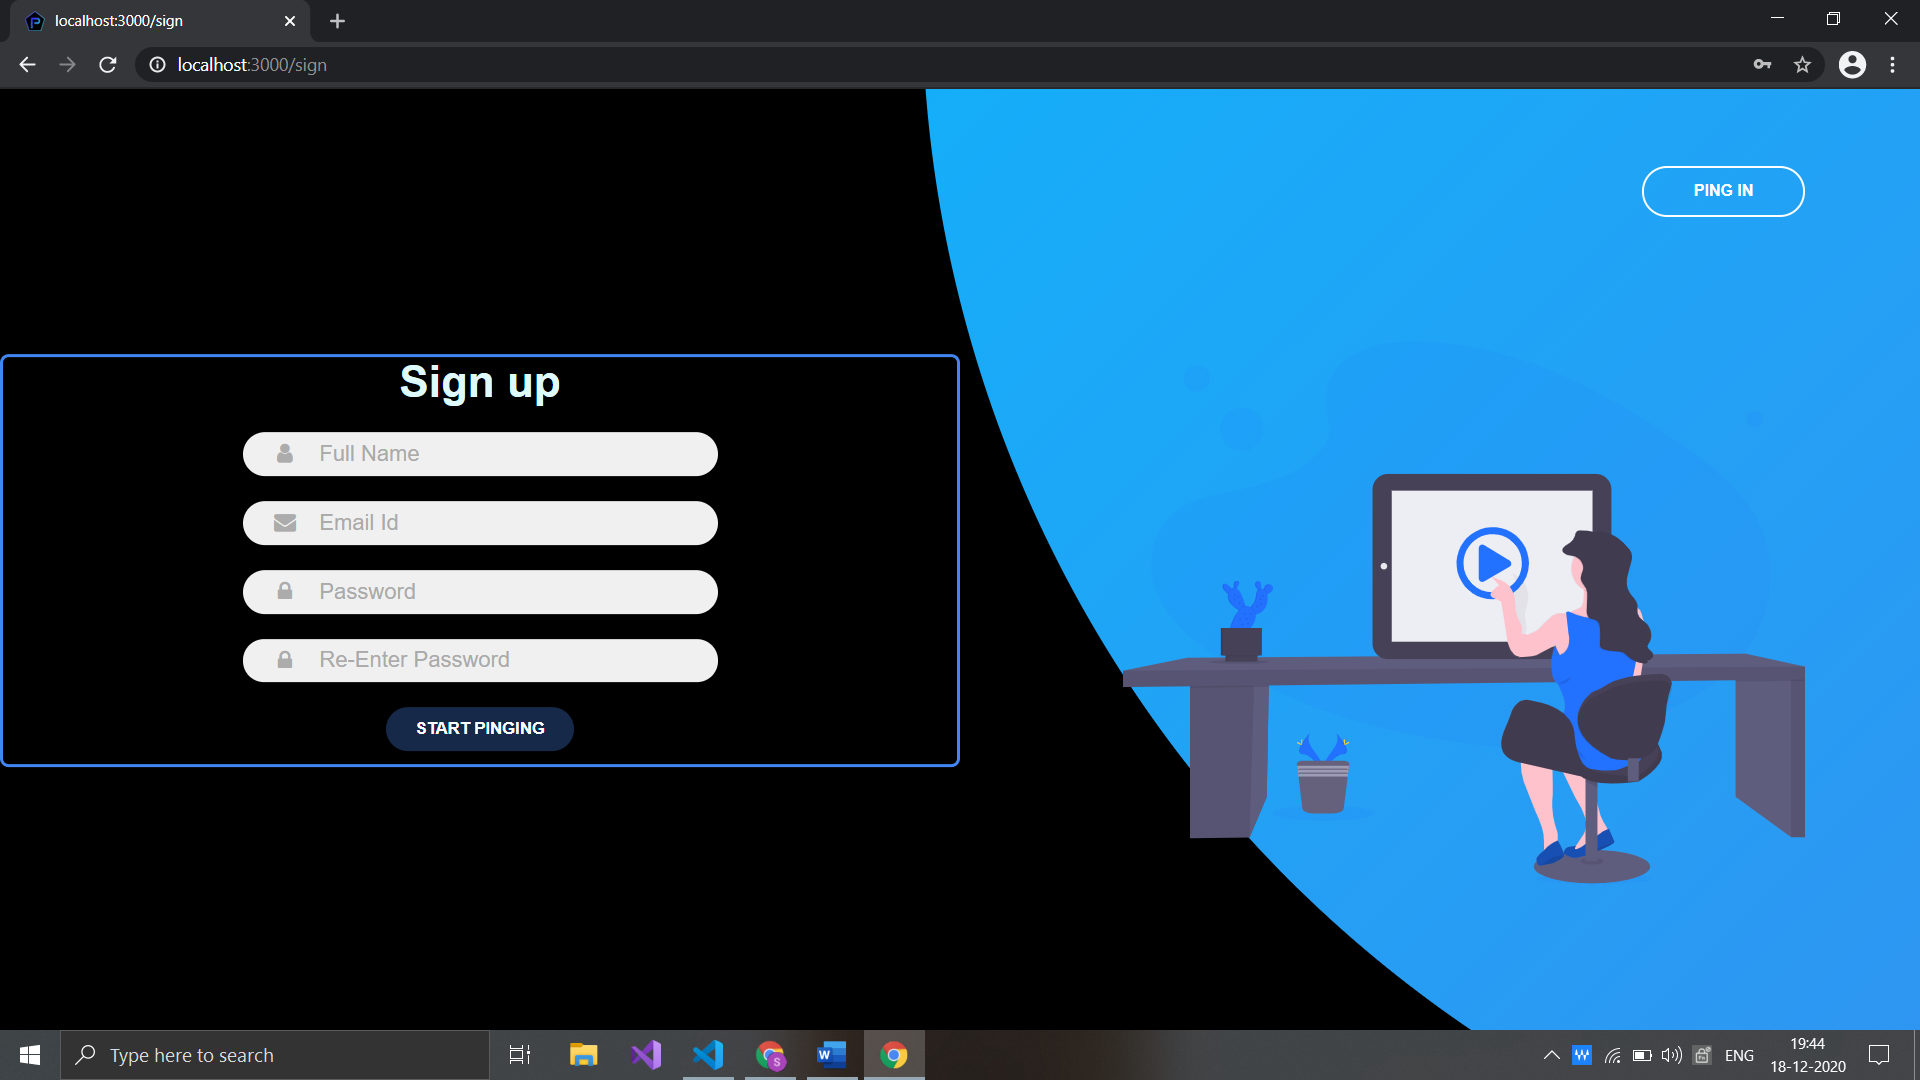 localhost:3000/sign
localhost:3000/sign
PING IN
Sign up
Full Name
Email Id
Password
Re-Enter Password
START PINGING
Type here to search
ENG
19:44
18-12-2020